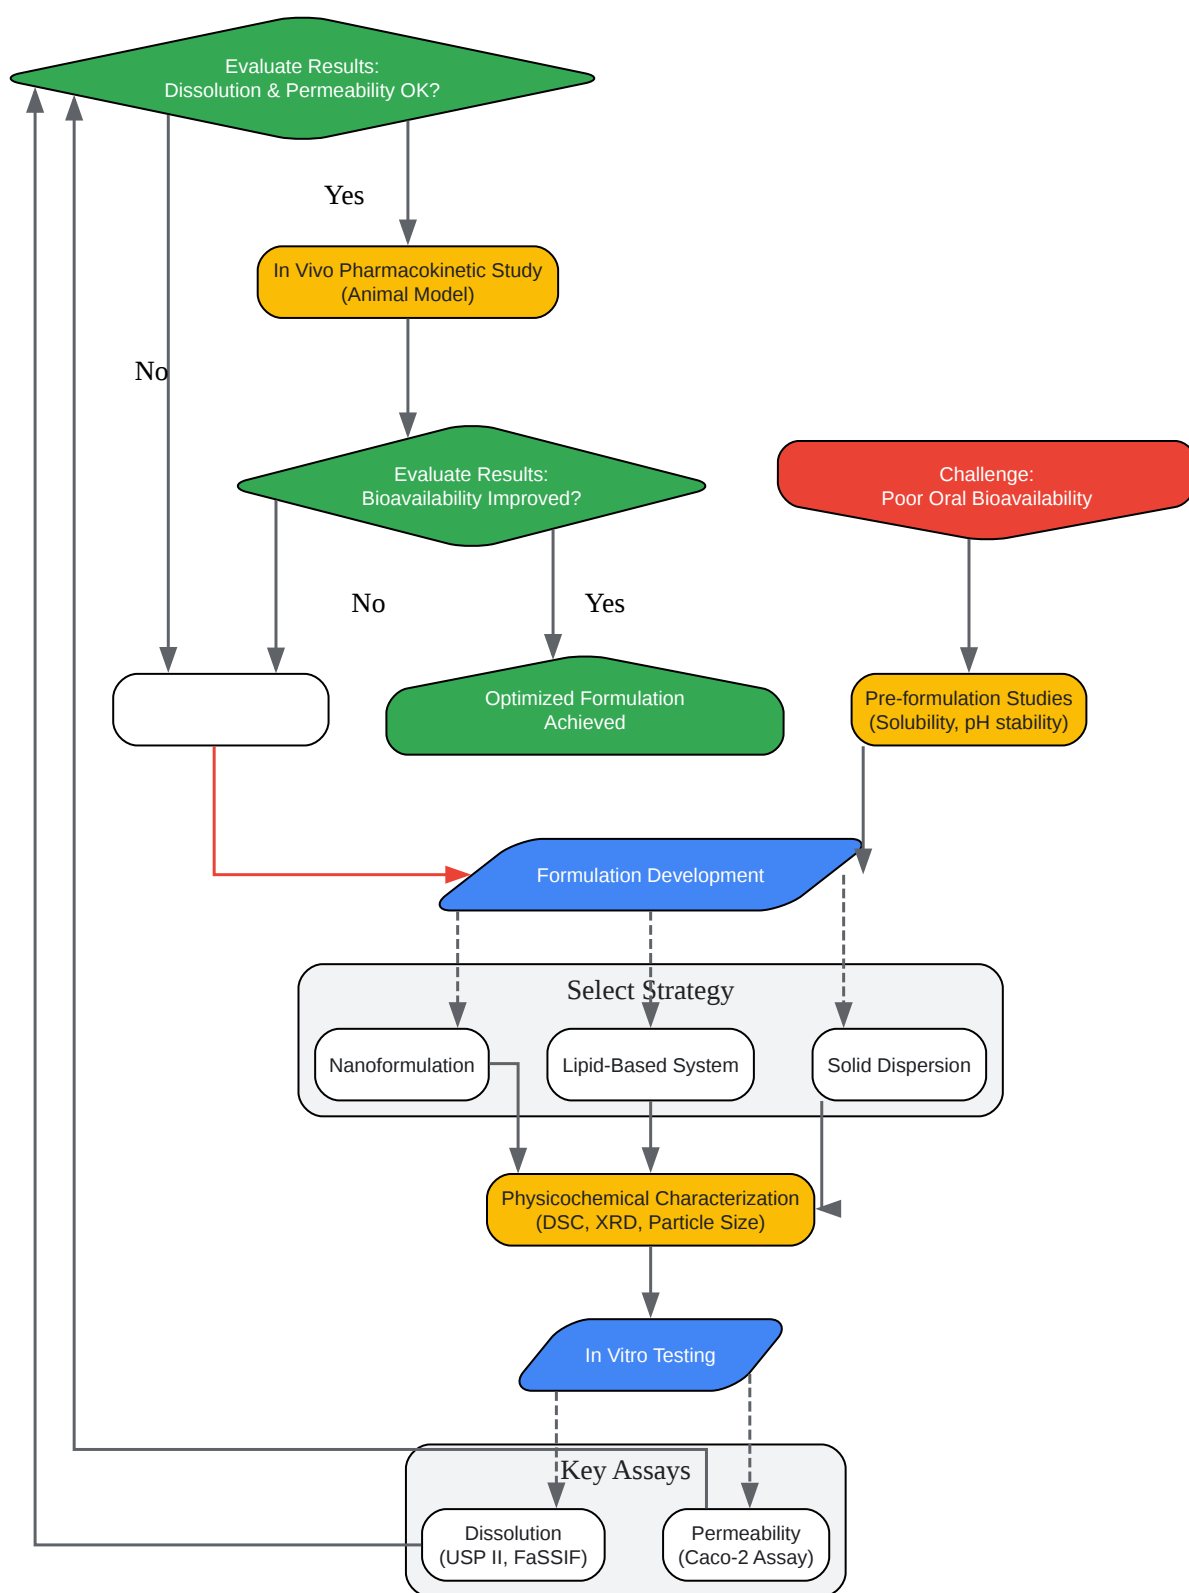 Evaluate Results:
Dissolution & Permeability OK?
Yes
In Vivo Pharmacokinetic Study
(Animal Model)
No
Evaluate Results:
Bioavailability Improved?
Challenge:
Poor Oral Bioavailability
No
Yes
Optimized Formulation
Achieved
Pre-formulation Studies
(Solubility, pH stability)
Formulation Development
Select Strategy
Nanoformulation
Lipid-Based System
Solid Dispersion
Physicochemical Characterization
(DSC, XRD, Particle Size)
In Vitro Testing
Key Assays
Dissolution
(USP II, FaSSIF)
Permeability
(Caco-2 Assay)